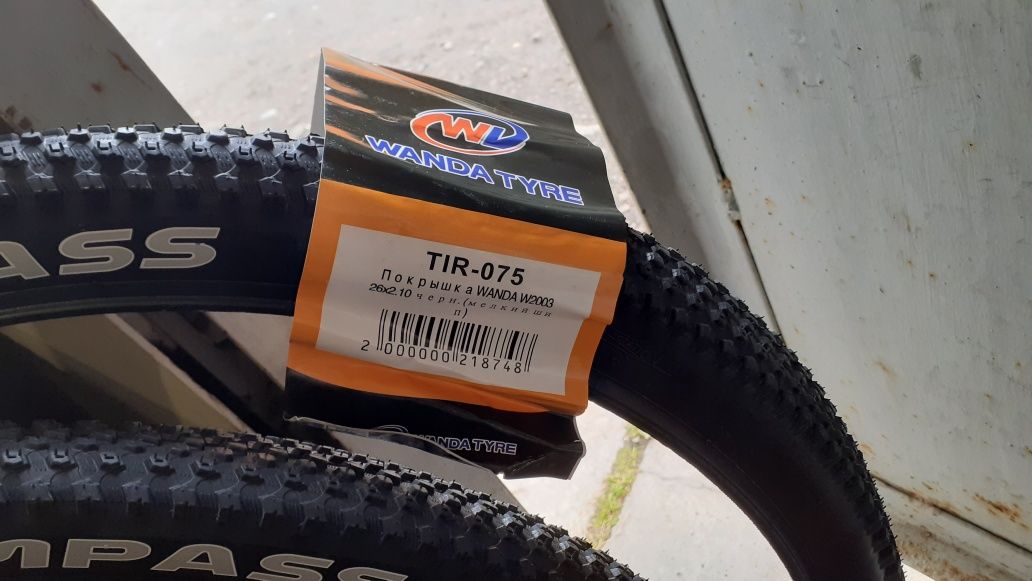 WANDA TYRE
ASS
TIR-075
Покрышка WANDA W2003
26x2.10 черн.(мелкий ши
п)
2 000000 218748
WANDA TYRE
MPASS